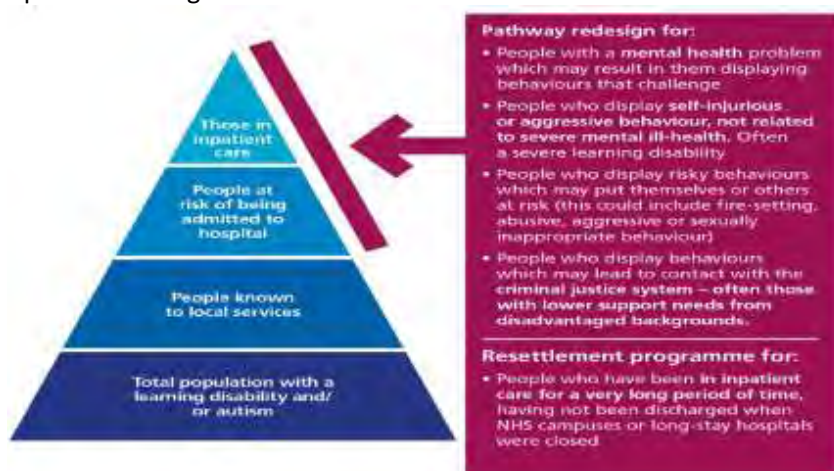 Those in
inpatient
care
People at
risk of being
admitted to
hospital
People known
to local services
Total population with a
learning disability and/
or autism
Pathway redesign for:
• People with a mental health problem
which may result in them displaying
behaviours that challenge
• People who display self-injurious
or aggressive behaviour, not related
to severe mental ill-health. Often
a severe learning disability
• People who display risky behaviours
which may put themselves or others
at risk (this could include fire-setting,
abusive, aggressive or sexually
inappropriate behaviour)
• People who display behaviours
which may lead to contact with the
criminal justice system – often those
with lower support needs from
disadvantaged backgrounds.
Resettlement programme for:
• People who have been in inpatient
care for a very long period of time,
having not been discharged when
NHS campuses or long-stay hospitals
were closed